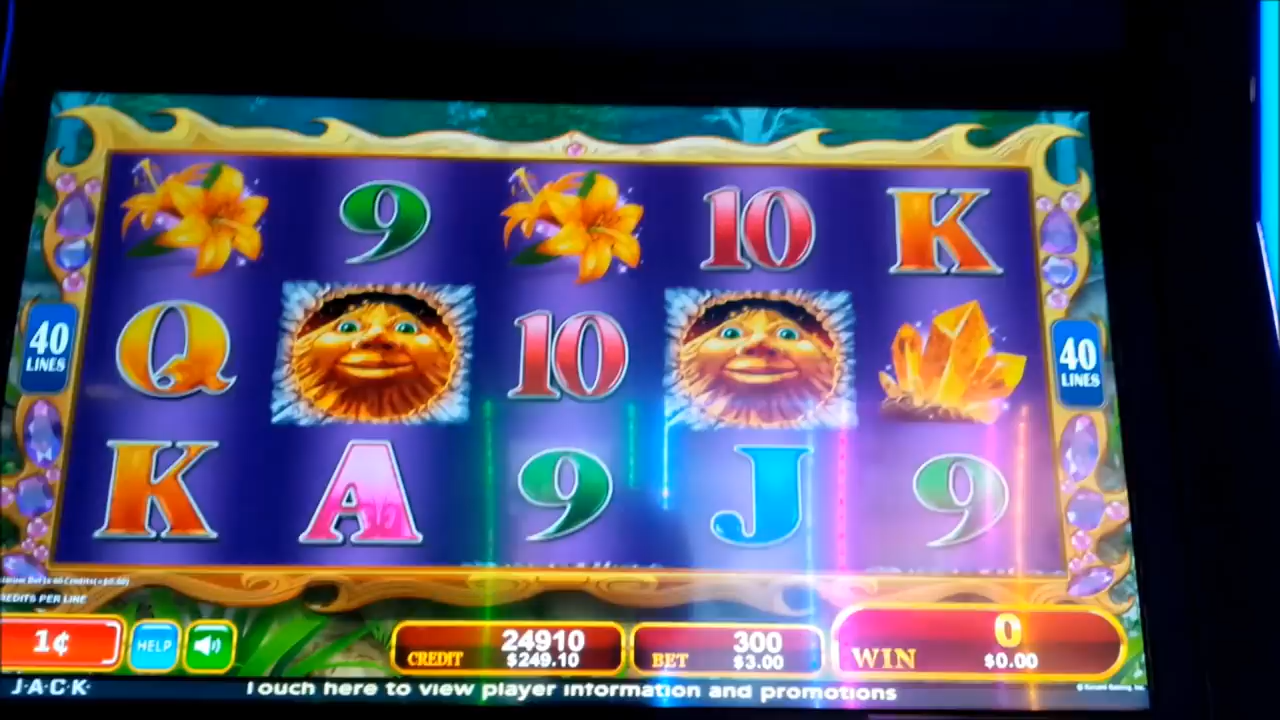 9 10 K
40 LINES Q 10 40 LINES
K A 9 J 9
1¢ HELP CREDIT 24910 $249.10 BET 300 $3.00 WIN 0 $0.00
J·A·C·K· Touch here to view player information and promotions